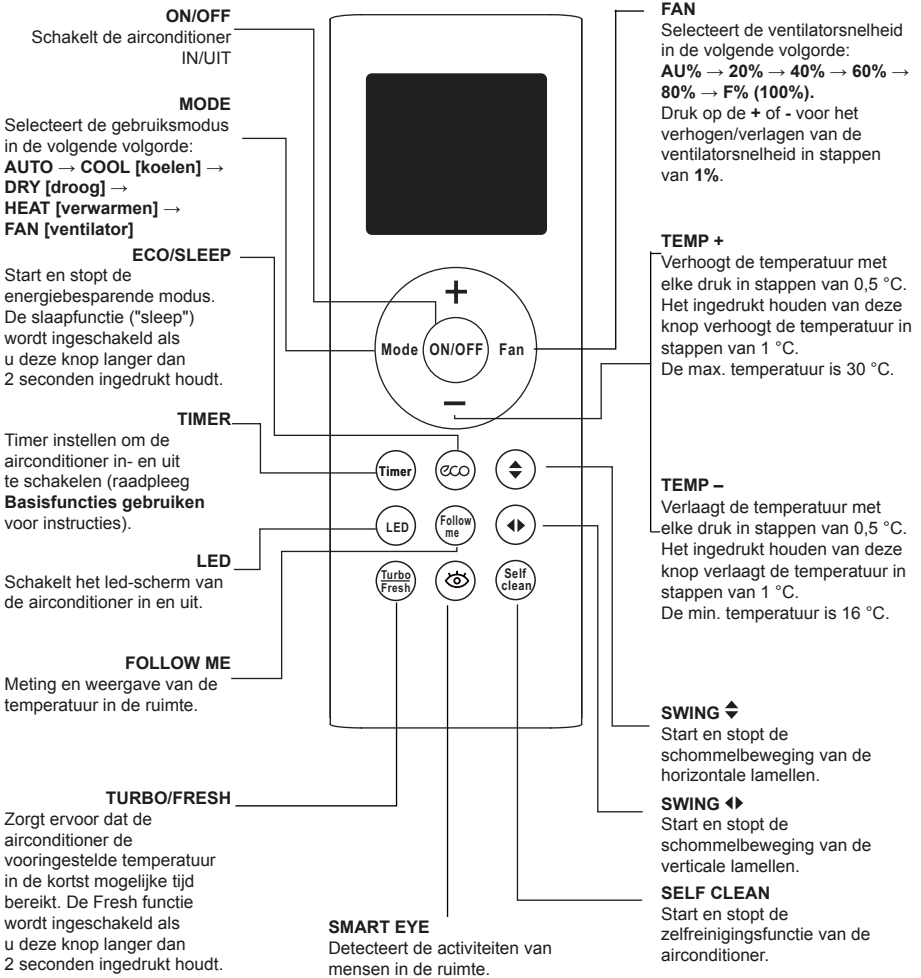 ON/OFF
Schakelt de airconditioner
IN/UIT
MODE
Selecteert de gebruiksmodus
in de volgende volgorde:
AUTO → COOL [koelen] →
DRY [droog] →
HEAT [verwarmen] →
FAN [ventilator]
ECO/SLEEP
Start en stopt de
energiebesparende modus.
De slaapfunctie ("sleep")
wordt ingeschakeld als
u deze knop langer dan
2 seconden ingedrukt houdt.
TIMER
Timer instellen om de
airconditioner in- en uit
te schakelen (raadpleeg
Basisfuncties gebruiken
voor instructies).
LED
Schakelt het led-scherm van
de airconditioner in en uit.
FOLLOW ME
Meting en weergave van de
temperatuur in de ruimte.
TURBO/FRESH
Zorgt ervoor dat de
airconditioner de
vooringestelde temperatuur
in de kortst mogelijke tijd
bereikt. De Fresh functie
wordt ingeschakeld als
u deze knop langer dan
2 seconden ingedrukt houdt.
+
Mode ON/OFF Fan
−
Timer eco
LED Follow
me
Turbo
Fresh
Self
clean
SMART EYE
Detecteert de activiteiten van
mensen in de ruimte.
FAN
Selecteert de ventilatorsnelheid
in de volgende volgorde:
AU% → 20% → 40% → 60% →
80% → F% (100%).
Druk op de + of - voor het
verhogen/verlagen van de
ventilatorsnelheid in stappen
van 1%.
TEMP +
Verhoogt de temperatuur met
elke druk in stappen van 0,5 °C.
Het ingedrukt houden van deze
knop verhoogt de temperatuur in
stappen van 1 °C.
De max. temperatuur is 30 °C.
TEMP –
Verlaagt de temperatuur met
elke druk in stappen van 0,5 °C.
Het ingedrukt houden van deze
knop verlaagt de temperatuur in
stappen van 1 °C.
De min. temperatuur is 16 °C.
SWING
Start en stopt de
schommelbeweging van de
horizontale lamellen.
SWING
Start en stopt de
schommelbeweging van de
verticale lamellen.
SELF CLEAN
Start en stopt de
zelfreinigingsfunctie van de
airconditioner.